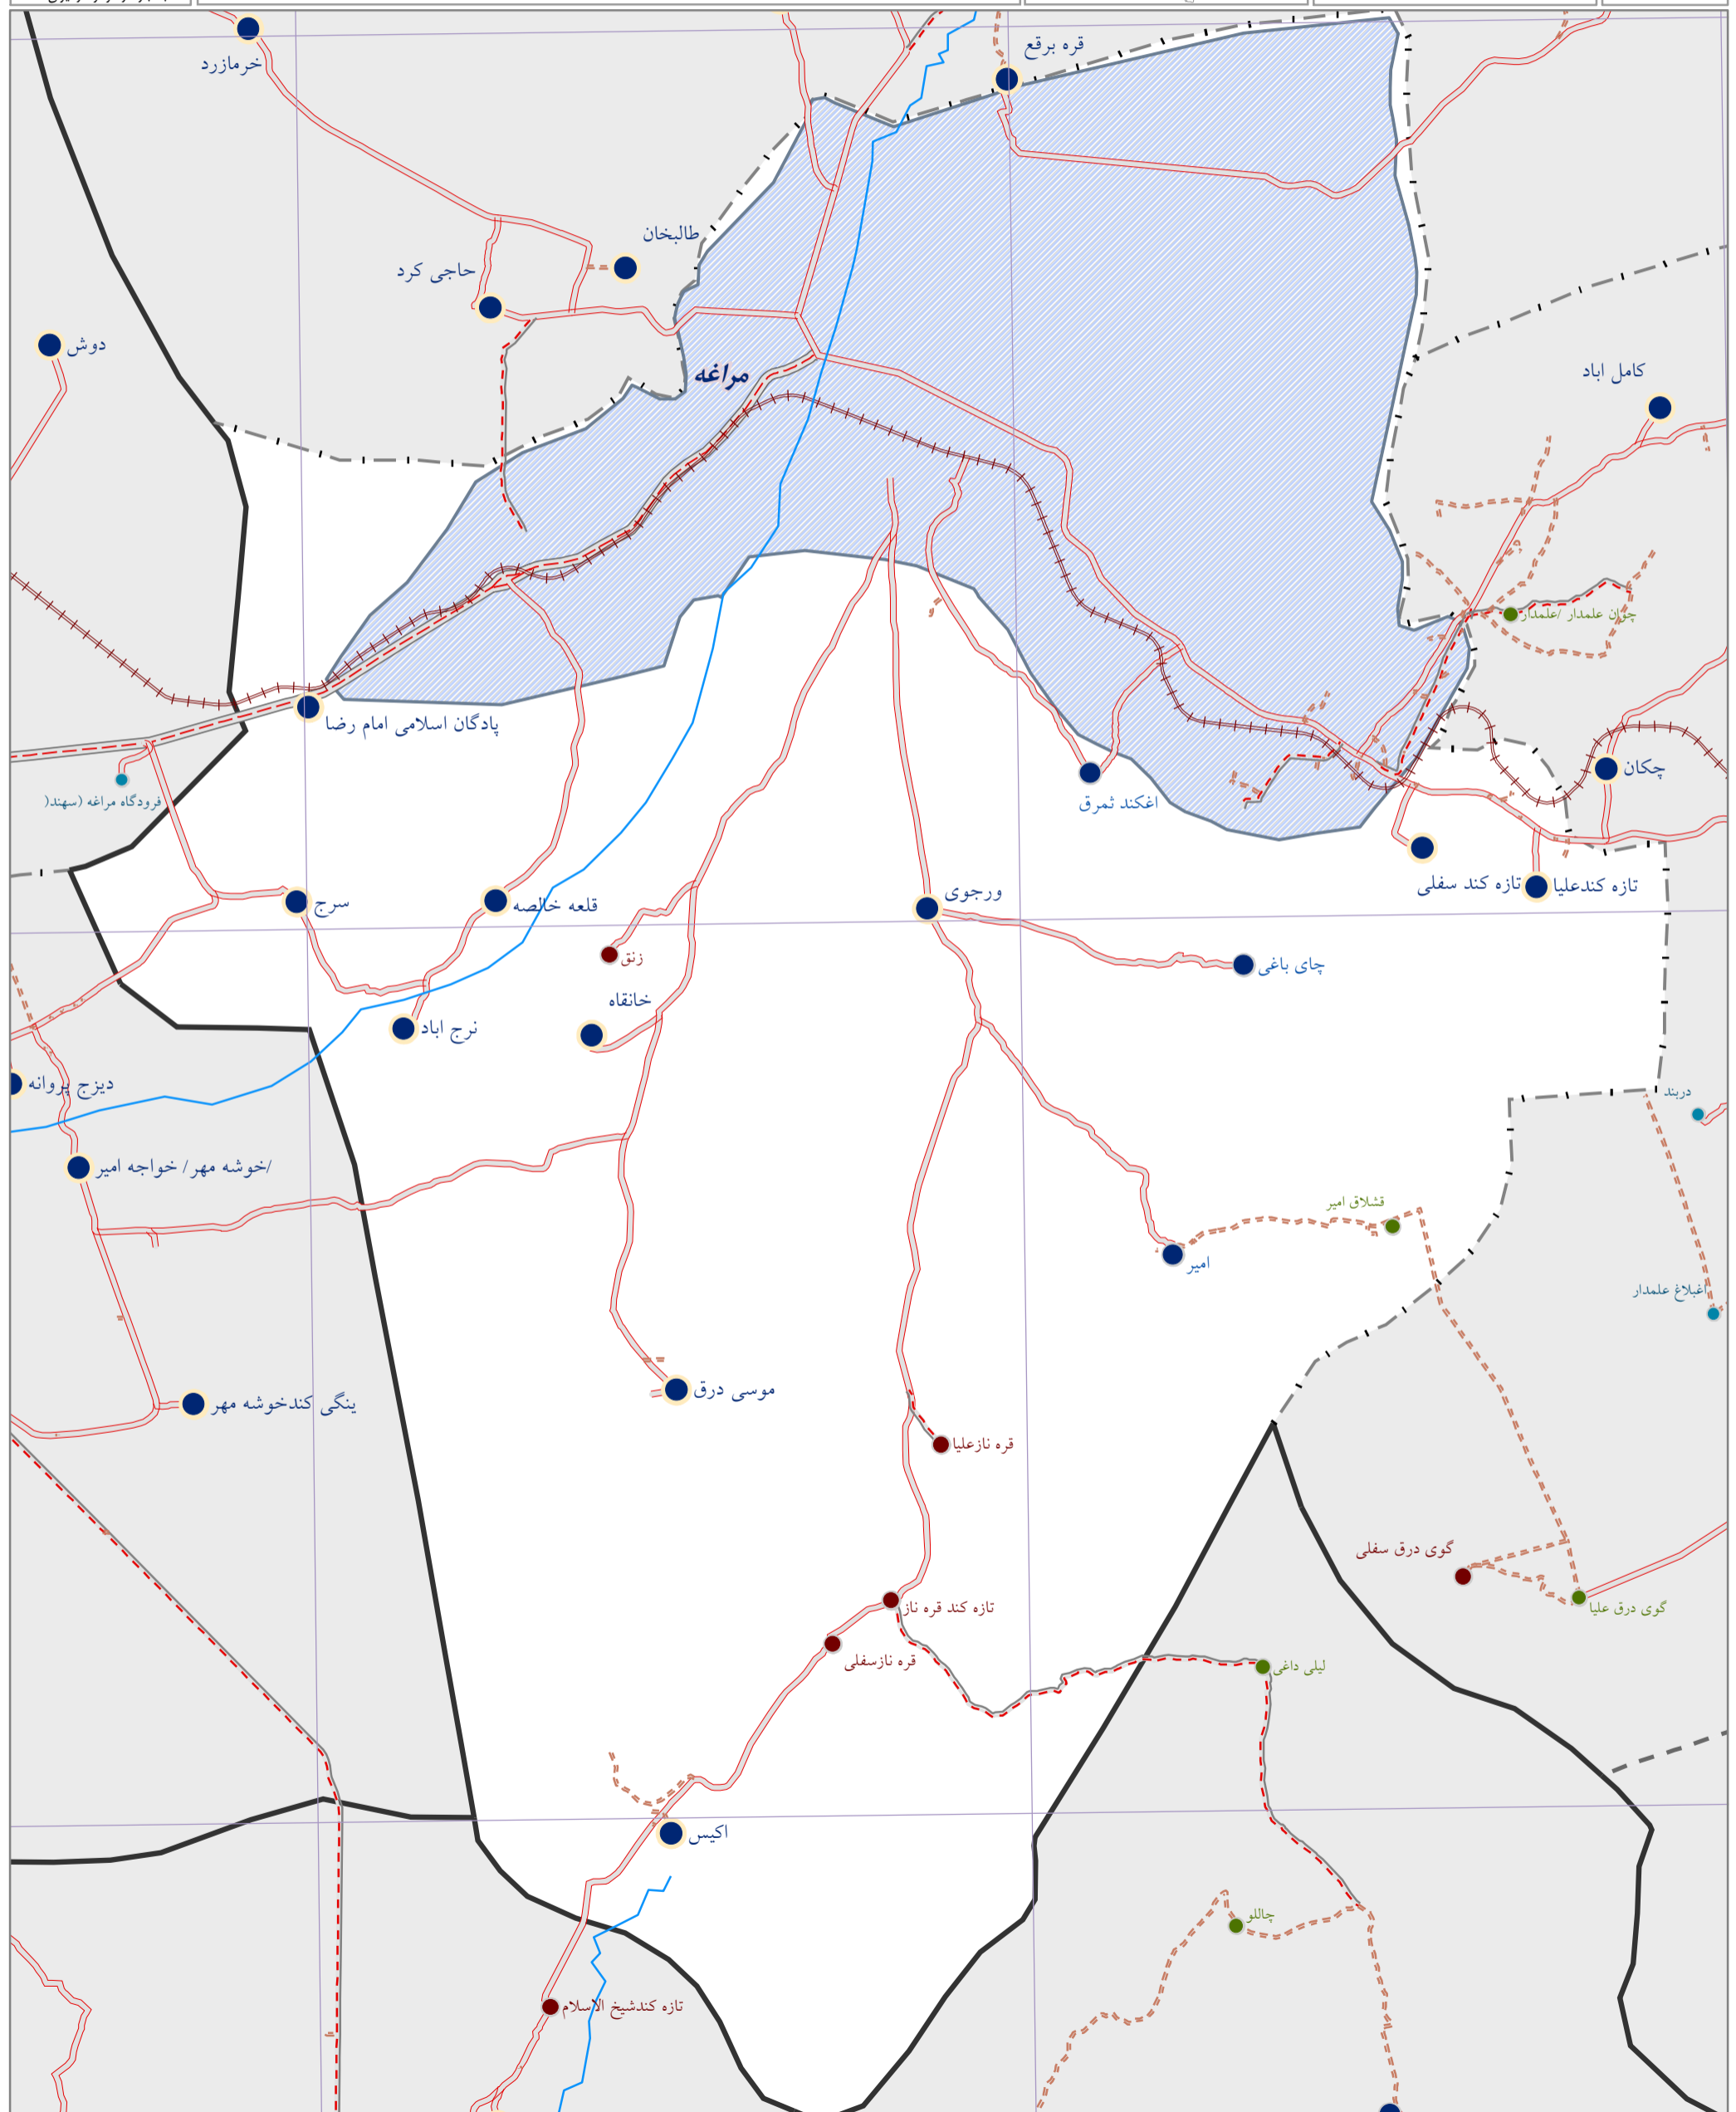 قره برقع
خرمازرد
طالبخان
حاجی کرد
دوش
مراغه
کامل اباد
چوان علمدار /علمدار
پادگان اسلامی امام رضا
چکان
فرودگاه مراغه (سهند(
اغکند ثمرق
تازه کند سفلی
تازه کندعلیا
ورجوی
سرج
قلعه خالصه
زنق
چای باغی
خانقاه
نرج اباد
دیزج پروانه
دربند
خوشه مهر/ خواجه امیر/
قشلاق امیر
امیر
اغبلاغ علمدار
موسی درق
ینگی کندخوشه مهر
قره نازعلیا
گوی درق سفلی
گوی درق علیا
تازه کند قره ناز
قره نازسفلی
لیلی داغی
اکیس
چاللو
تازه کندشیخ الاسلام